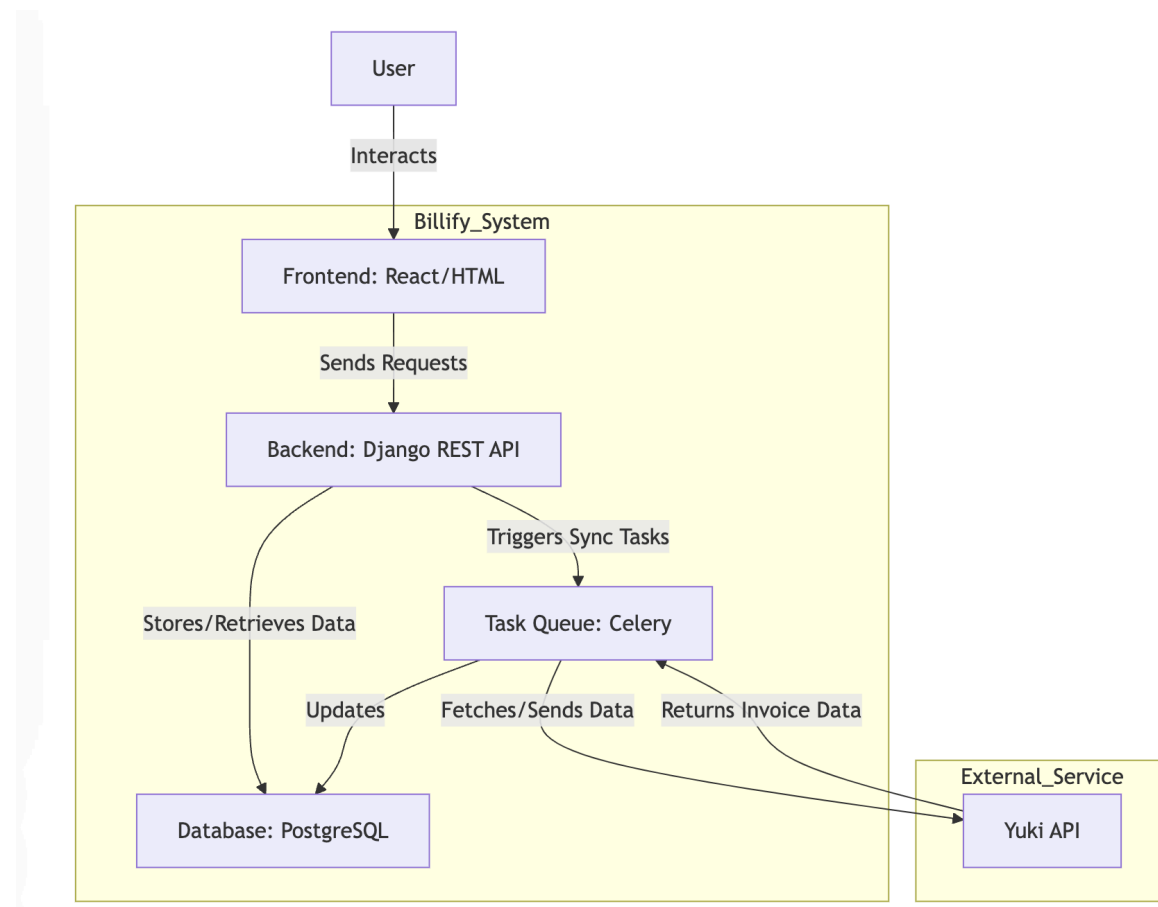 User
Interacts
Billify_System
Frontend: React/HTML
Sends Requests
Backend: Django REST API
Triggers Sync Tasks
Stores/Retrieves Data
Task Queue: Celery
Updates
Fetches/Sends Data
Returns Invoice Data
External_Service
Database: PostgreSQL
Yuki API